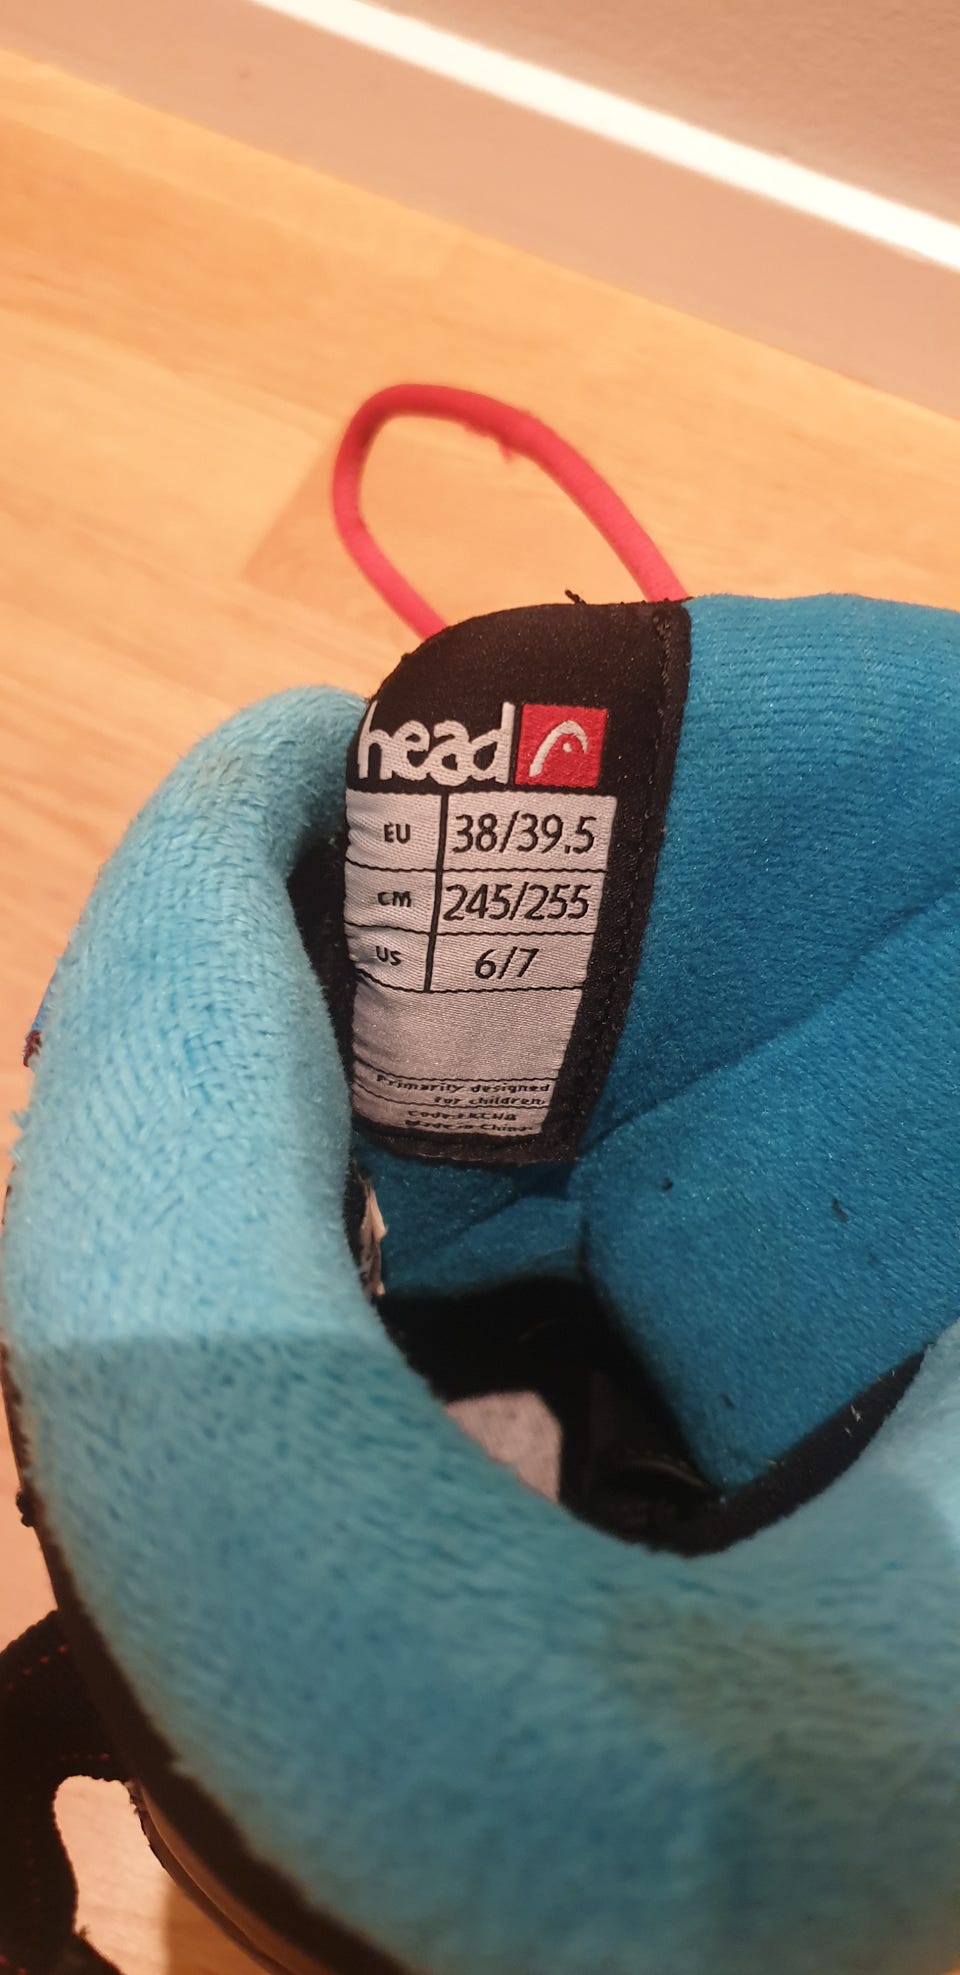 head
EU 38/39.5
CM 245/255
US 6/7
Primarily designed
for children
Made in China